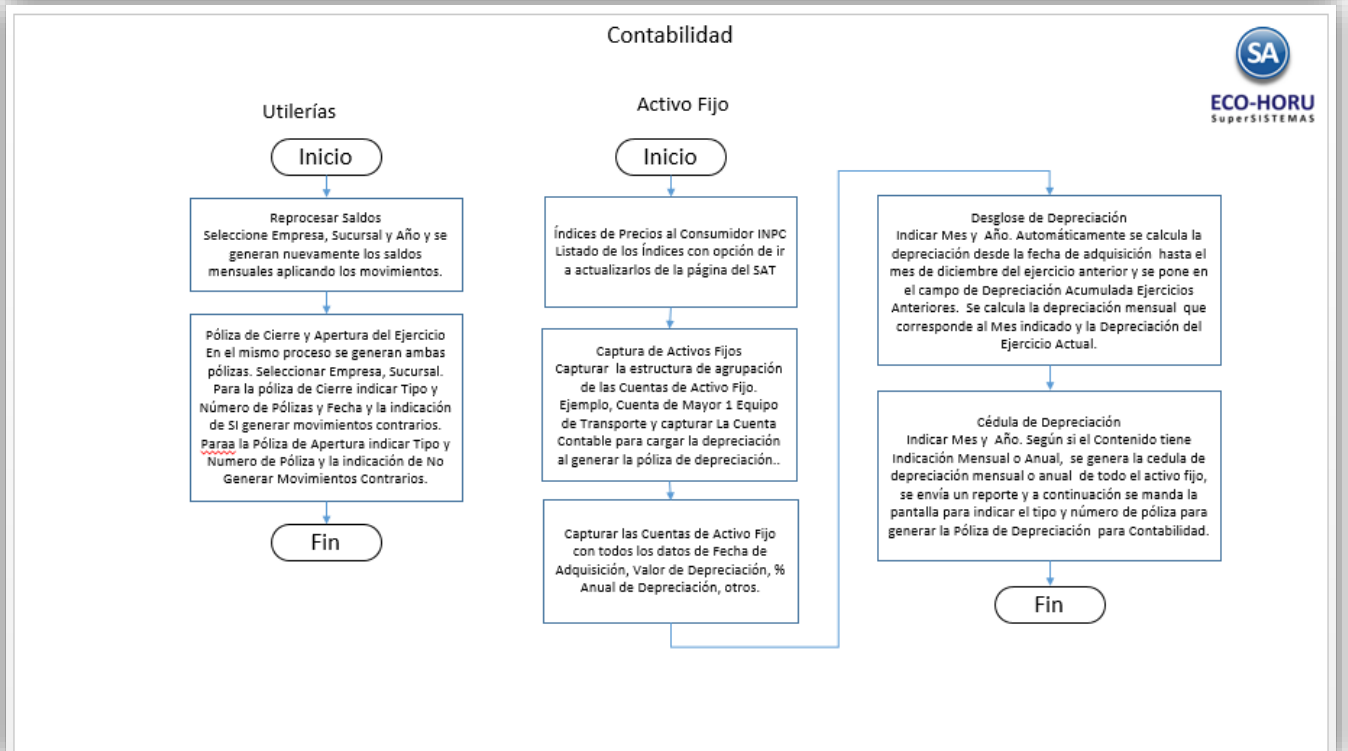 Contabilidad
SA
ECO-HORU
SuperSISTEMAS
Utilerías
Inicio
Reprocesar Saldos
Seleccione Empresa, Sucursal y Año y se
generan nuevamente los saldos
mensuales aplicando los movimientos.
Póliza de Cierre y Apertura del Ejercicio
En el mismo proceso se generan ambas
pólizas. Seleccionar Empresa, Sucursal.
Para la póliza de Cierre indicar Tipo y
Número de Pólizas y Fecha y la indicación
de SI generar movimientos contrarios.
Paraa la Póliza de Apertura indicar Tipo y
Numero de Póliza y la indicación de No
Generar Movimientos Contrarios.
Fin
Activo Fijo
Inicio
Índices de Precios al Consumidor INPC
Listado de los Índices con opción de ir
a actualizarlos de la página del SAT
Captura de Activos Fijos
Capturar la estructura de agrupación
de las Cuentas de Activo Fijo.
Ejemplo, Cuenta de Mayor 1 Equipo
de Transporte y capturar La Cuenta
Contable para cargar la depreciación
al generar la póliza de depreciación..
Capturar las Cuentas de Activo Fijo
con todos los datos de Fecha de
Adquisición, Valor de Depreciación, %
Anual de Depreciación, otros.
Desglose de Depreciación
Indicar Mes y Año. Automáticamente se calcula la
depreciación desde la fecha de adquisición hasta el
mes de diciembre del ejercicio anterior y se pone en
el campo de Depreciación Acumulada Ejercicios
Anteriores. Se calcula la depreciación mensual que
corresponde al Mes indicado y la Depreciación del
Ejercicio Actual.
Cédula de Depreciación
Indicar Mes y Año. Según si el Contenido tiene
Indicación Mensual o Anual, se genera la cedula de
depreciación mensual o anual de todo el activo fijo,
se envía un reporte y a continuación se manda la
pantalla para indicar el tipo y número de póliza para
generar la Póliza de Depreciación para Contabilidad.
Fin